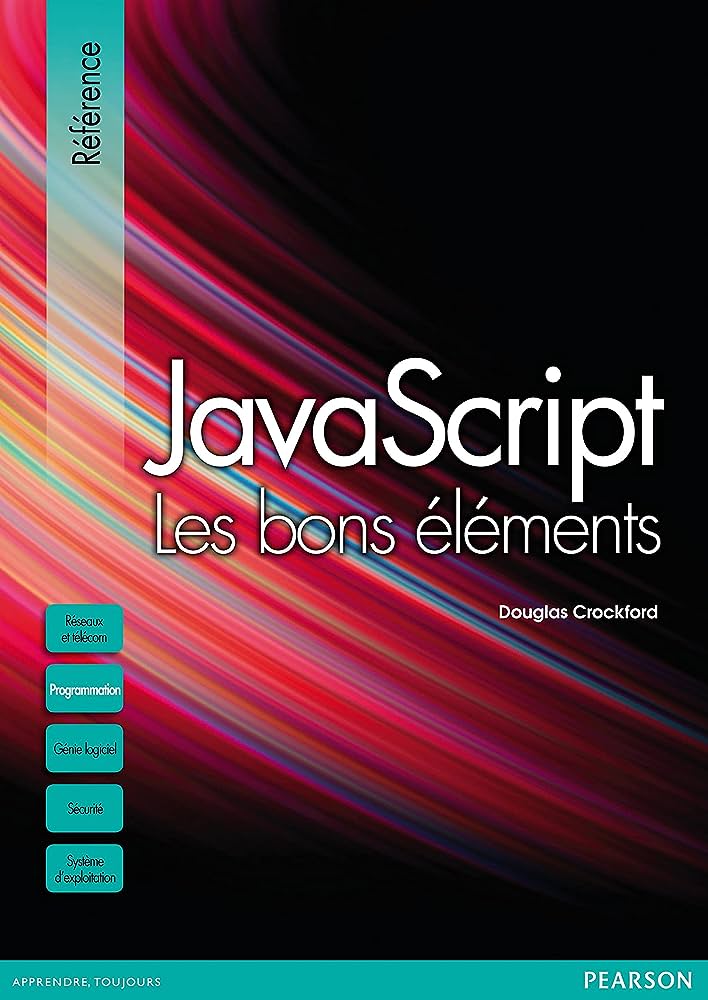 Référence
JavaScript
Les bons éléments
Douglas Crockford
Réseaux
et télécom
Programmation
Génie logiciel
Sécurité
Système
d'exploitation
APPRENDRE, TOUJOURS
PEARSON